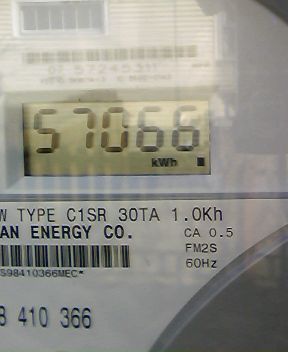 57066
kWh
W TYPE C1SR 30TA 1.0Kh
AN ENERGY CO.
CA 0.5
FM2S
60Hz
S98410366MEC*
8 410 366